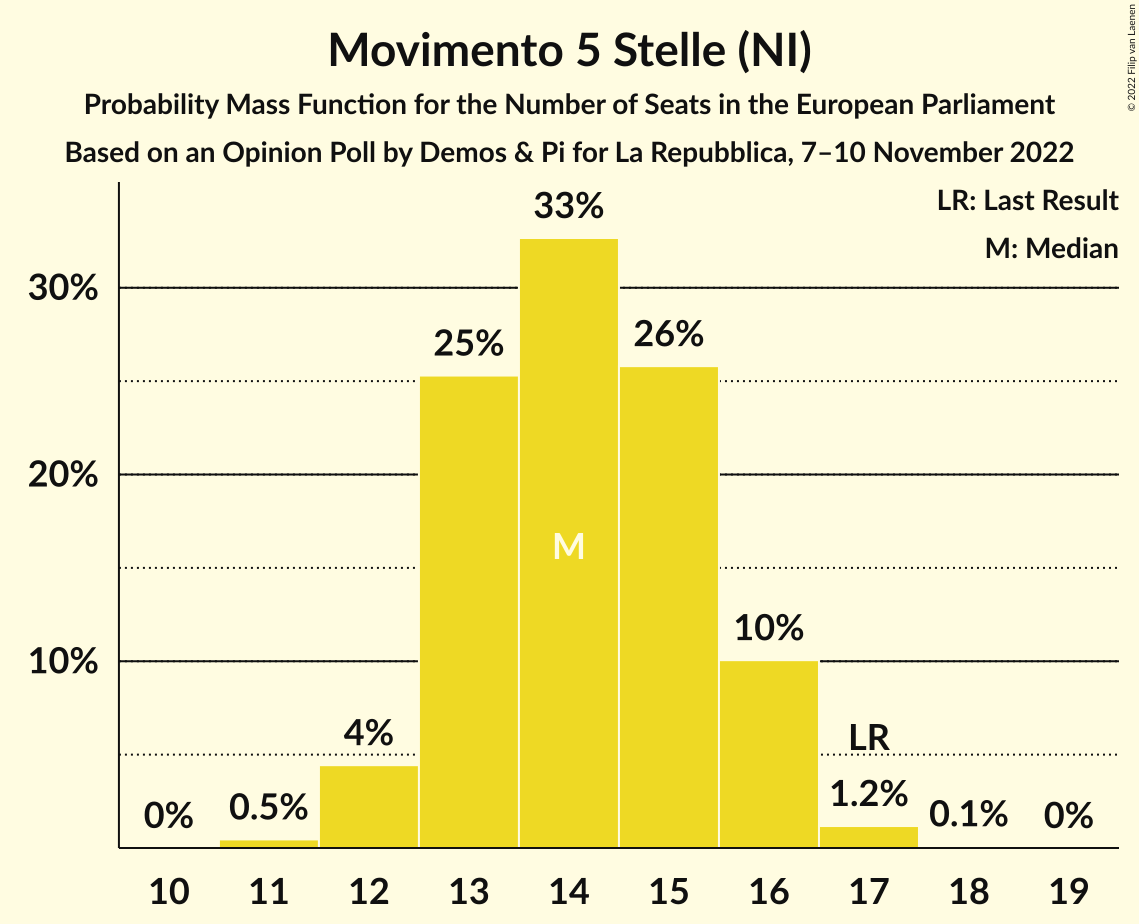 Movimento 5 Stelle (NI)
Probability Mass Function for the Number of Seats in the European Parliament
Based on an Opinion Poll by Demos & Pi for La Repubblica, 7–10 November 2022
© 2022 Filip van Laenen
LR: Last Result
M: Median
33%
30%
26%
25%
20%
M
10%
10%
LR
4%
1.2%
0.5%
0.1%
0%
0%
10 11 12 13 14 15 16 17 18 19